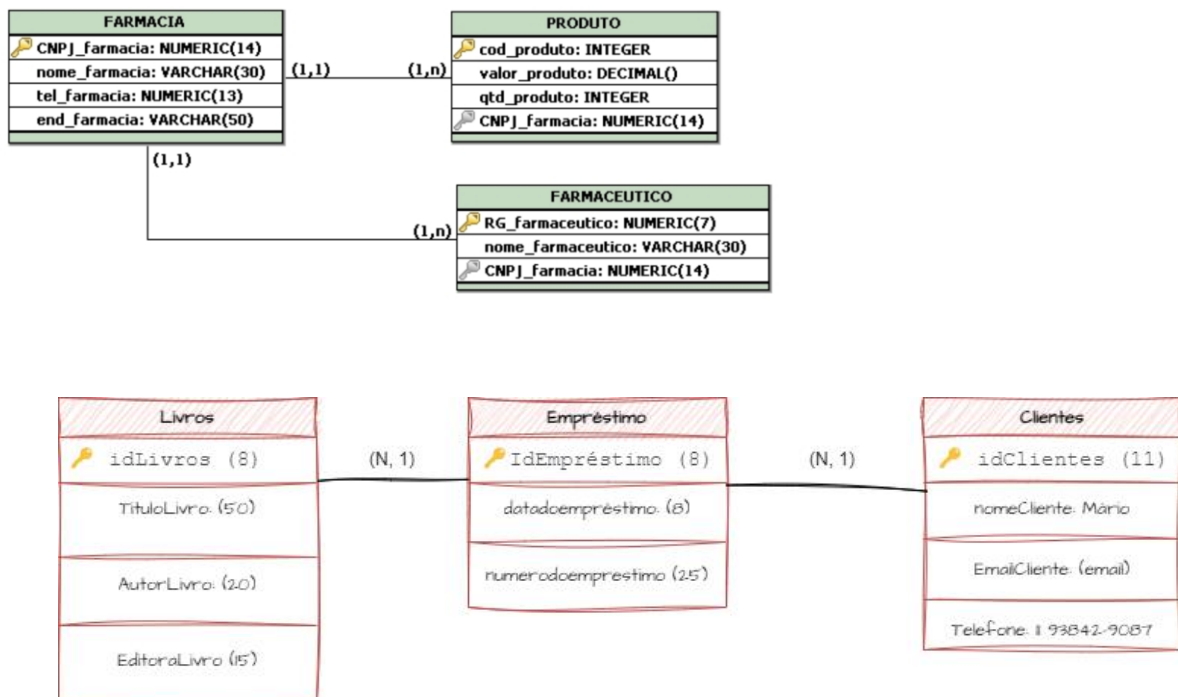 FARMACIA
CNPJ_farmacia: NUMERIC(14)
nome_farmacia: VARCHAR(30)
tel_farmacia: NUMERIC(13)
end_farmacia: VARCHAR(50)
(1,1)
(1,n)
PRODUTO
cod_produto: INTEGER
valor_produto: DECIMAL()
qtd_produto: INTEGER
CNPJ_farmacia: NUMERIC(14)
(1,1)
(1,n)
FARMACEUTICO
RG_farmaceutico: NUMERIC(7)
nome_farmaceutico: VARCHAR(30)
CNPJ_farmacia: NUMERIC(14)
Livros
idLivros (8)
TítuloLivro: (50)
AutorLivro: (20)
EditoraLivro (15)
(N, 1)
Empréstimo
IdEmpréstimo (8)
datadoempréstimo: (8)
numerodoemprestimo (25)
(N, 1)
Clientes
idClientes (11)
nomeCliente: Mário
EmailCliente: (email)
Telefone: 11 93842-9087